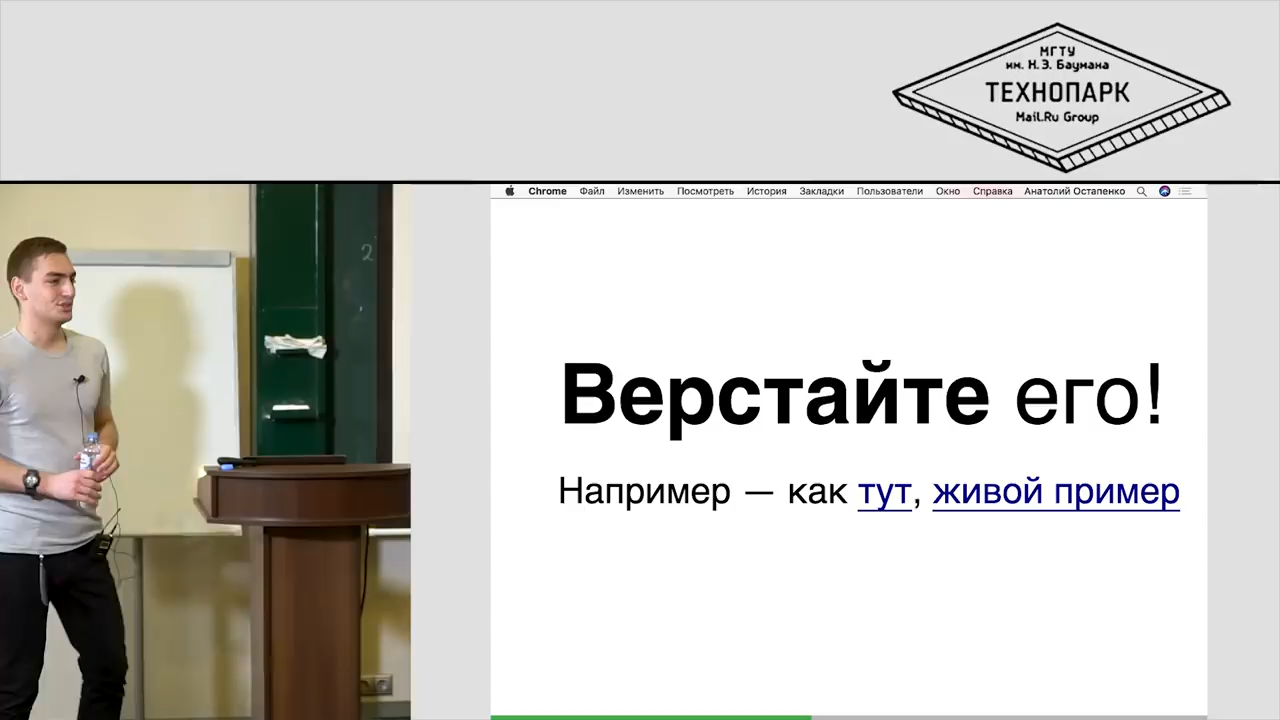 МГТУ
им. Н.Э. Баумана
ТЕХНОПАРК
Mail.Ru Group
Chrome Файл Изменить Посмотреть История Закладки Пользователи Окно Справка Анатолий Остапенко
2
Верстайте его!
Например — как тут, живой пример